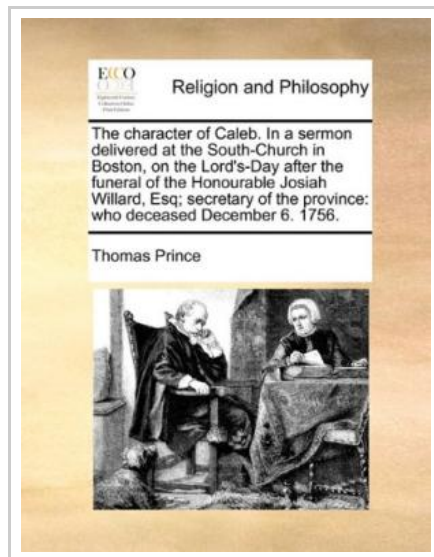 ECCO
Religion and Philosophy
The character of Caleb. In a sermon
delivered at the South-Church in
Boston, on the Lord's-Day after the
funeral of the Honourable Josiah
Willard, Esq; secretary of the province:
who deceased December 6. 1756.
Thomas Prince